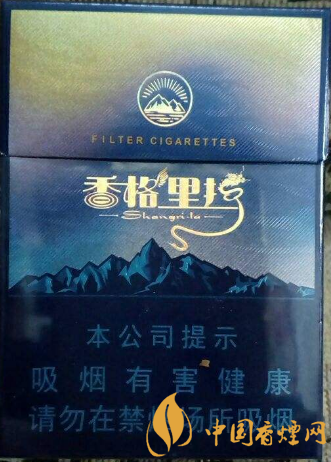 FILTER CIGARETTES
香格里拉
Shangri-la
本公司提示
吸烟有害健康
请勿在禁烟场所吸烟
中国香烟网